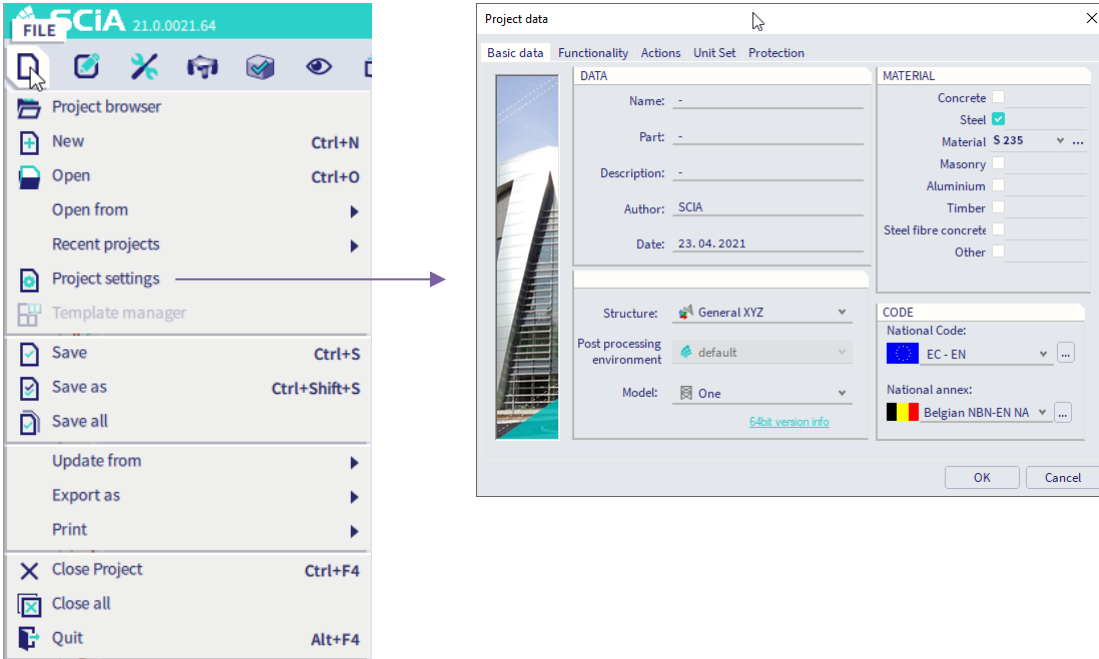 SCiA 21.0.0021.64
FILE
Project browser
New Ctrl+N
Open Ctrl+O
Open from
Recent projects
Project settings
Template manager
Save Ctrl+S
Save as Ctrl+Shift+S
Save all
Update from
Export as
Print
Close Project Ctrl+F4
Close all
Quit Alt+F4
Project data
Basic data Functionality Actions Unit Set Protection
DATA
Name: -
Part: -
Description: -
Author: SCIA
Date: 23. 04. 2021
Structure: General XYZ
Post processing
environment default
Model: One
64bit version info
MATERIAL
Concrete
Steel
Material S 235 ...
Masonry
Aluminium
Timber
Steel fibre concrete
Other
CODE
National Code:
EC - EN ...
National annex:
Belgian NBN-EN NA ...
OK Cancel